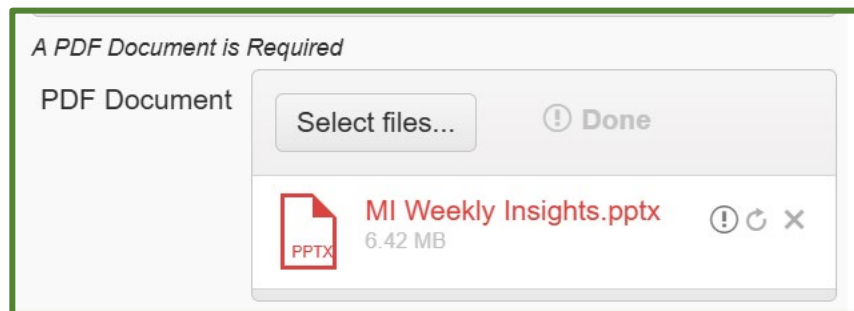 A PDF Document is Required
PDF Document
Select files...
Done
MI Weekly Insights.pptx
6.42 MB
PPTX